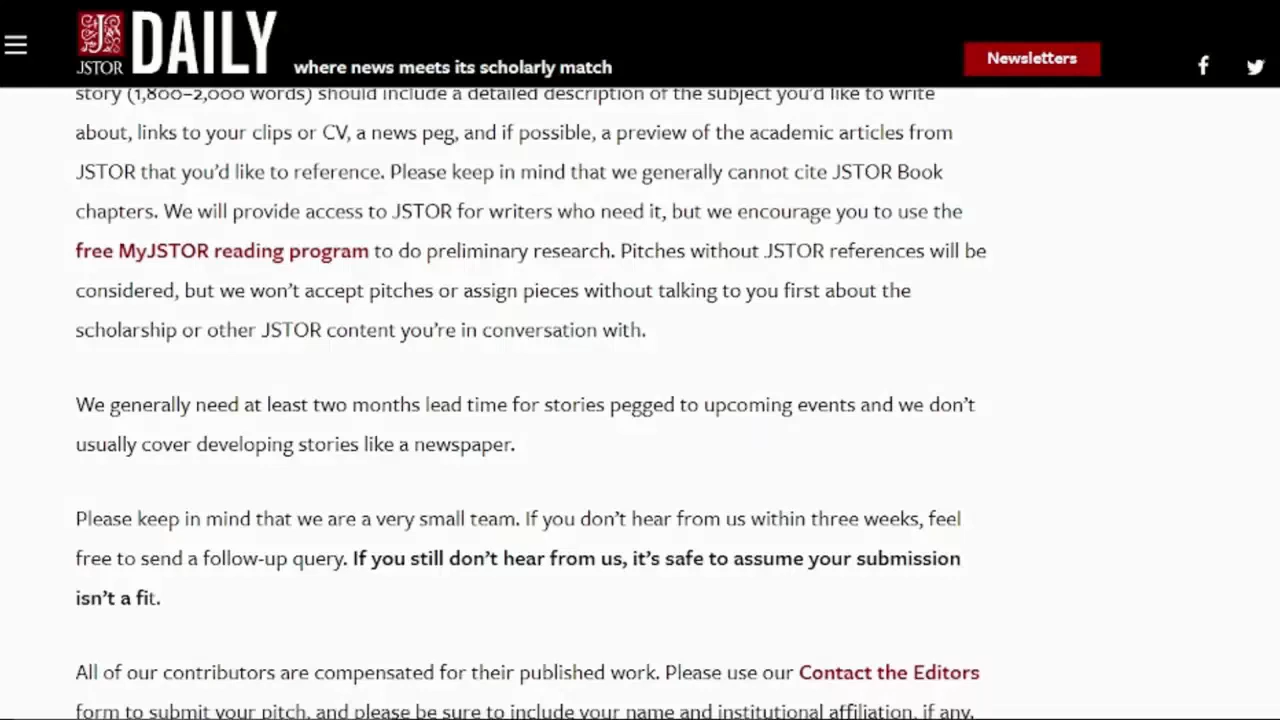 JSTOR DAILY where news meets its scholarly match
Newsletters
story (1,800–2,000 words) should include a detailed description of the subject you'd like to write
about, links to your clips or CV, a news peg, and if possible, a preview of the academic articles from
JSTOR that you'd like to reference. Please keep in mind that we generally cannot cite JSTOR Book
chapters. We will provide access to JSTOR for writers who need it, but we encourage you to use the
free MyJSTOR reading program to do preliminary research. Pitches without JSTOR references will be
considered, but we won't accept pitches or assign pieces without talking to you first about the
scholarship or other JSTOR content you're in conversation with.
We generally need at least two months lead time for stories pegged to upcoming events and we don't
usually cover developing stories like a newspaper.
Please keep in mind that we are a very small team. If you don't hear from us within three weeks, feel
free to send a follow-up query. If you still don't hear from us, it's safe to assume your submission
isn't a fit.
All of our contributors are compensated for their published work. Please use our Contact the Editors
form to submit your pitch, and please be sure to include your name and institutional affiliation, if any,